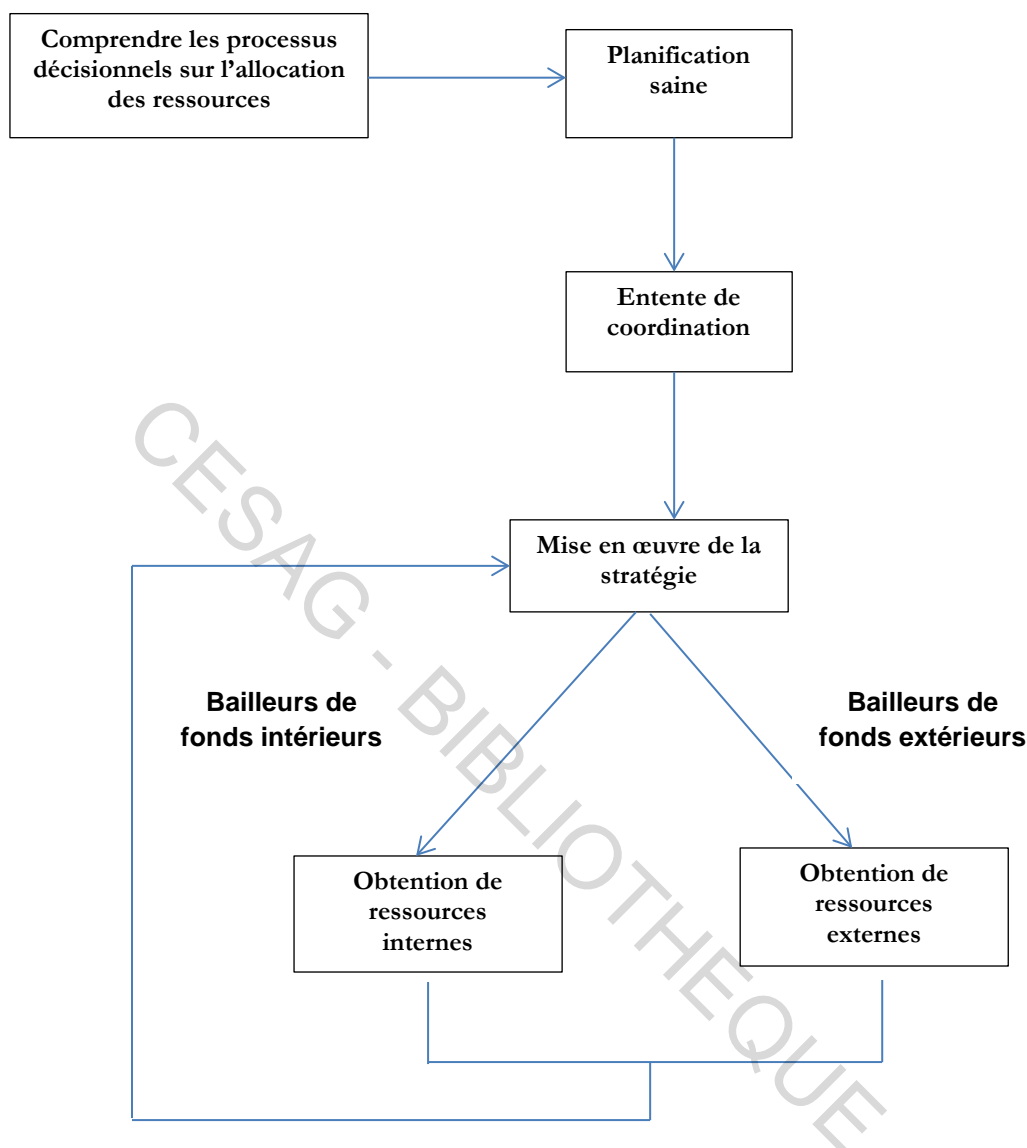 Comprendre les processus
décisionnels sur l'allocation
des ressources
Planification
saine
Entente de
coordination
Mise en œuvre de la
stratégie
Bailleurs de
fonds intérieurs
Bailleurs de
fonds extérieurs
Obtention de
ressources
internes
Obtention de
ressources
externes
CESAG - BIBLIOTHEQUE